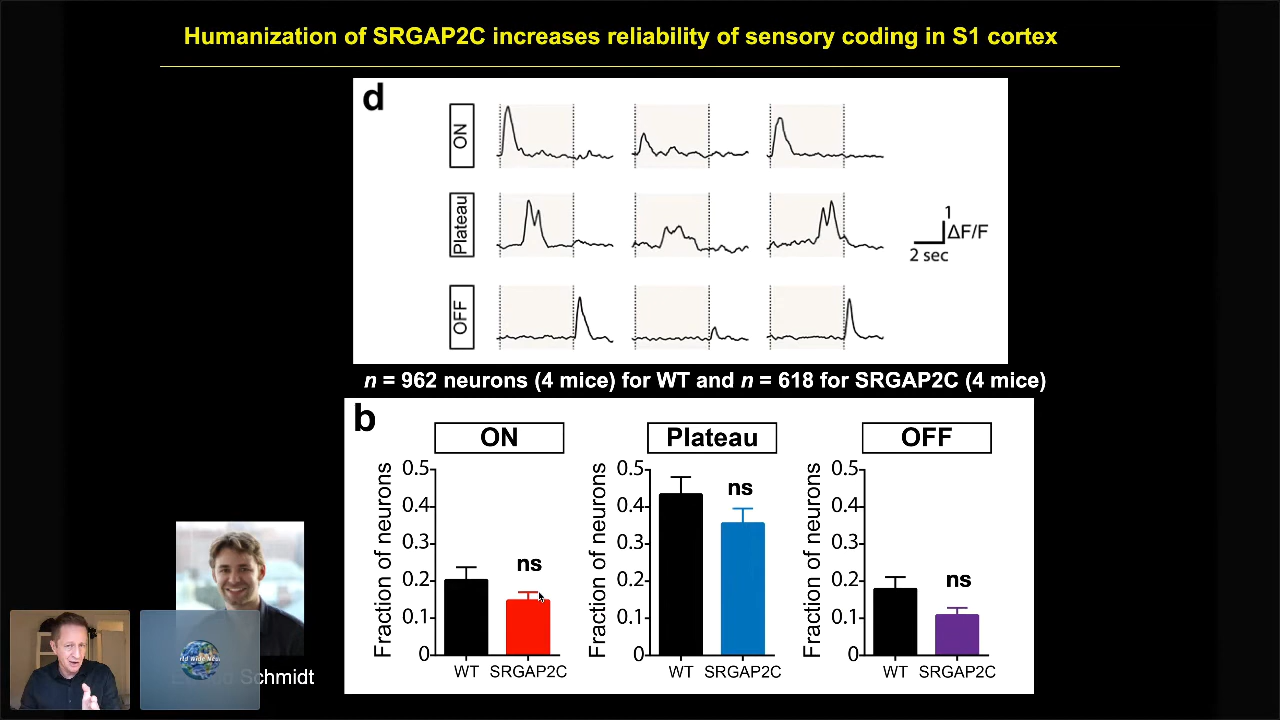 Humanization of SRGAP2C increases reliability of sensory coding in S1 cortex
d
ON
Plateau
1
ΔF/F
2 sec
OFF
n = 962 neurons (4 mice) for WT and n = 618 for SRGAP2C (4 mice)
b
ON
Plateau
OFF
Fraction of neurons
0.5
0.4
0.3
0.2
0.1
0
ns
WT
SRGAP2C
Fraction of neurons
0.5
0.4
0.3
0.2
0.1
0
ns
WT
SRGAP2C
Fraction of neurons
0.5
0.4
0.3
0.2
0.1
0
ns
WT
SRGAP2C
Schmidt